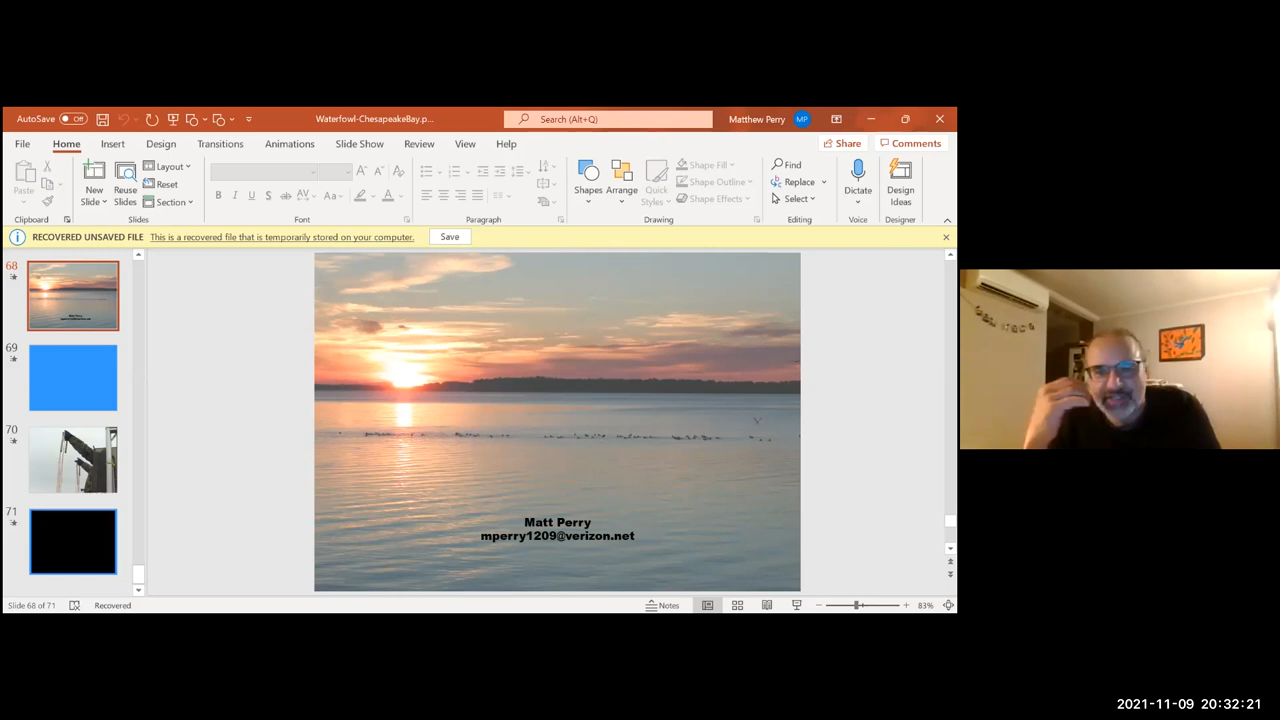 AutoSave Off Waterfowl-ChesapeakeBay.p... Search (Alt+Q) Matthew Perry MP
File Home Insert Design Transitions Animations Slide Show Review View Help Share Comments
Paste New Slide Reuse Slides Layout Reset Section
B I U S ab AV Aa A
Shapes Arrange Quick Styles Shape Fill Shape Outline Shape Effects
Find Replace Select Dictate Design Ideas
Clipboard Slides Font Paragraph Drawing Editing Voice Designer
RECOVERED UNSAVED FILE This is a recovered file that is temporarily stored on your computer. Save
68
69
70
71
Matt Perry
mperry1209@verizon.net
Slide 68 of 71 Recovered Notes 83%
2021-11-09 20:32:21